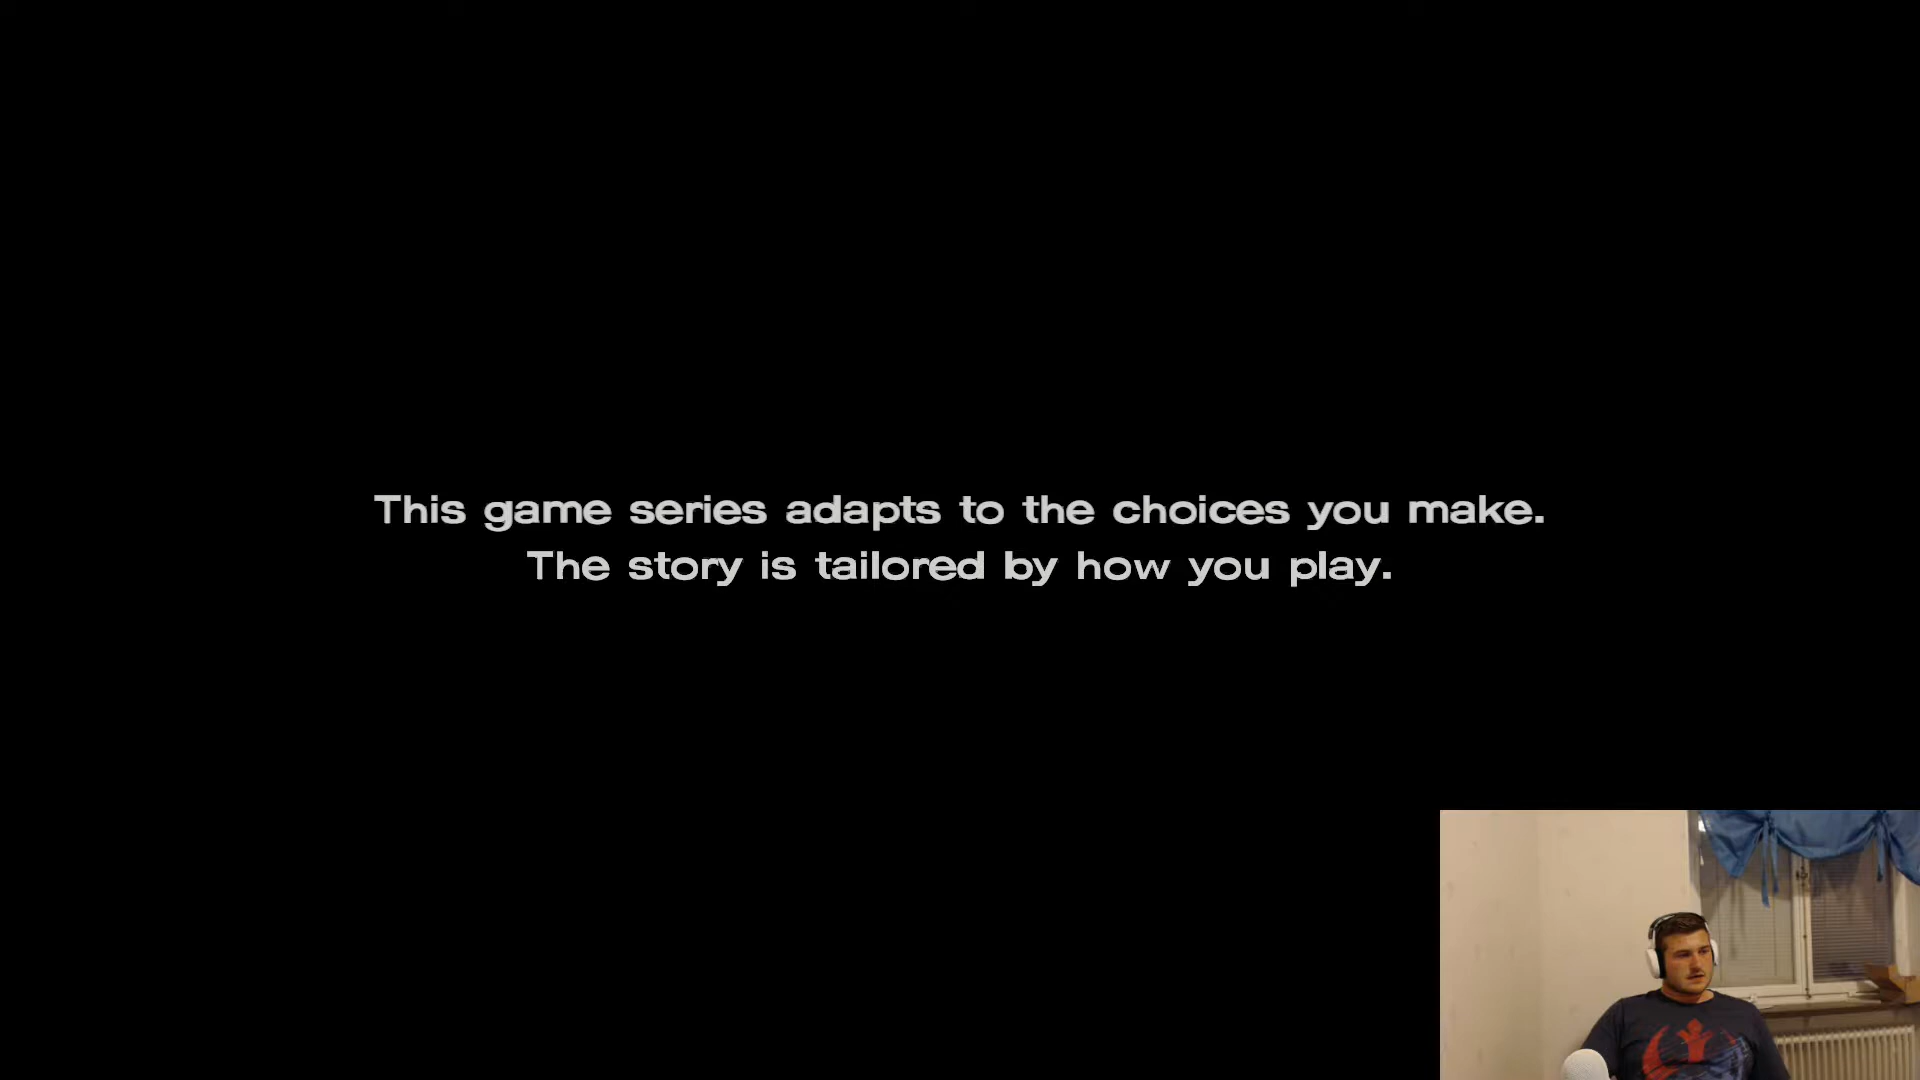 This game series adapts to the choices you make.
The story is tailored by how you play.